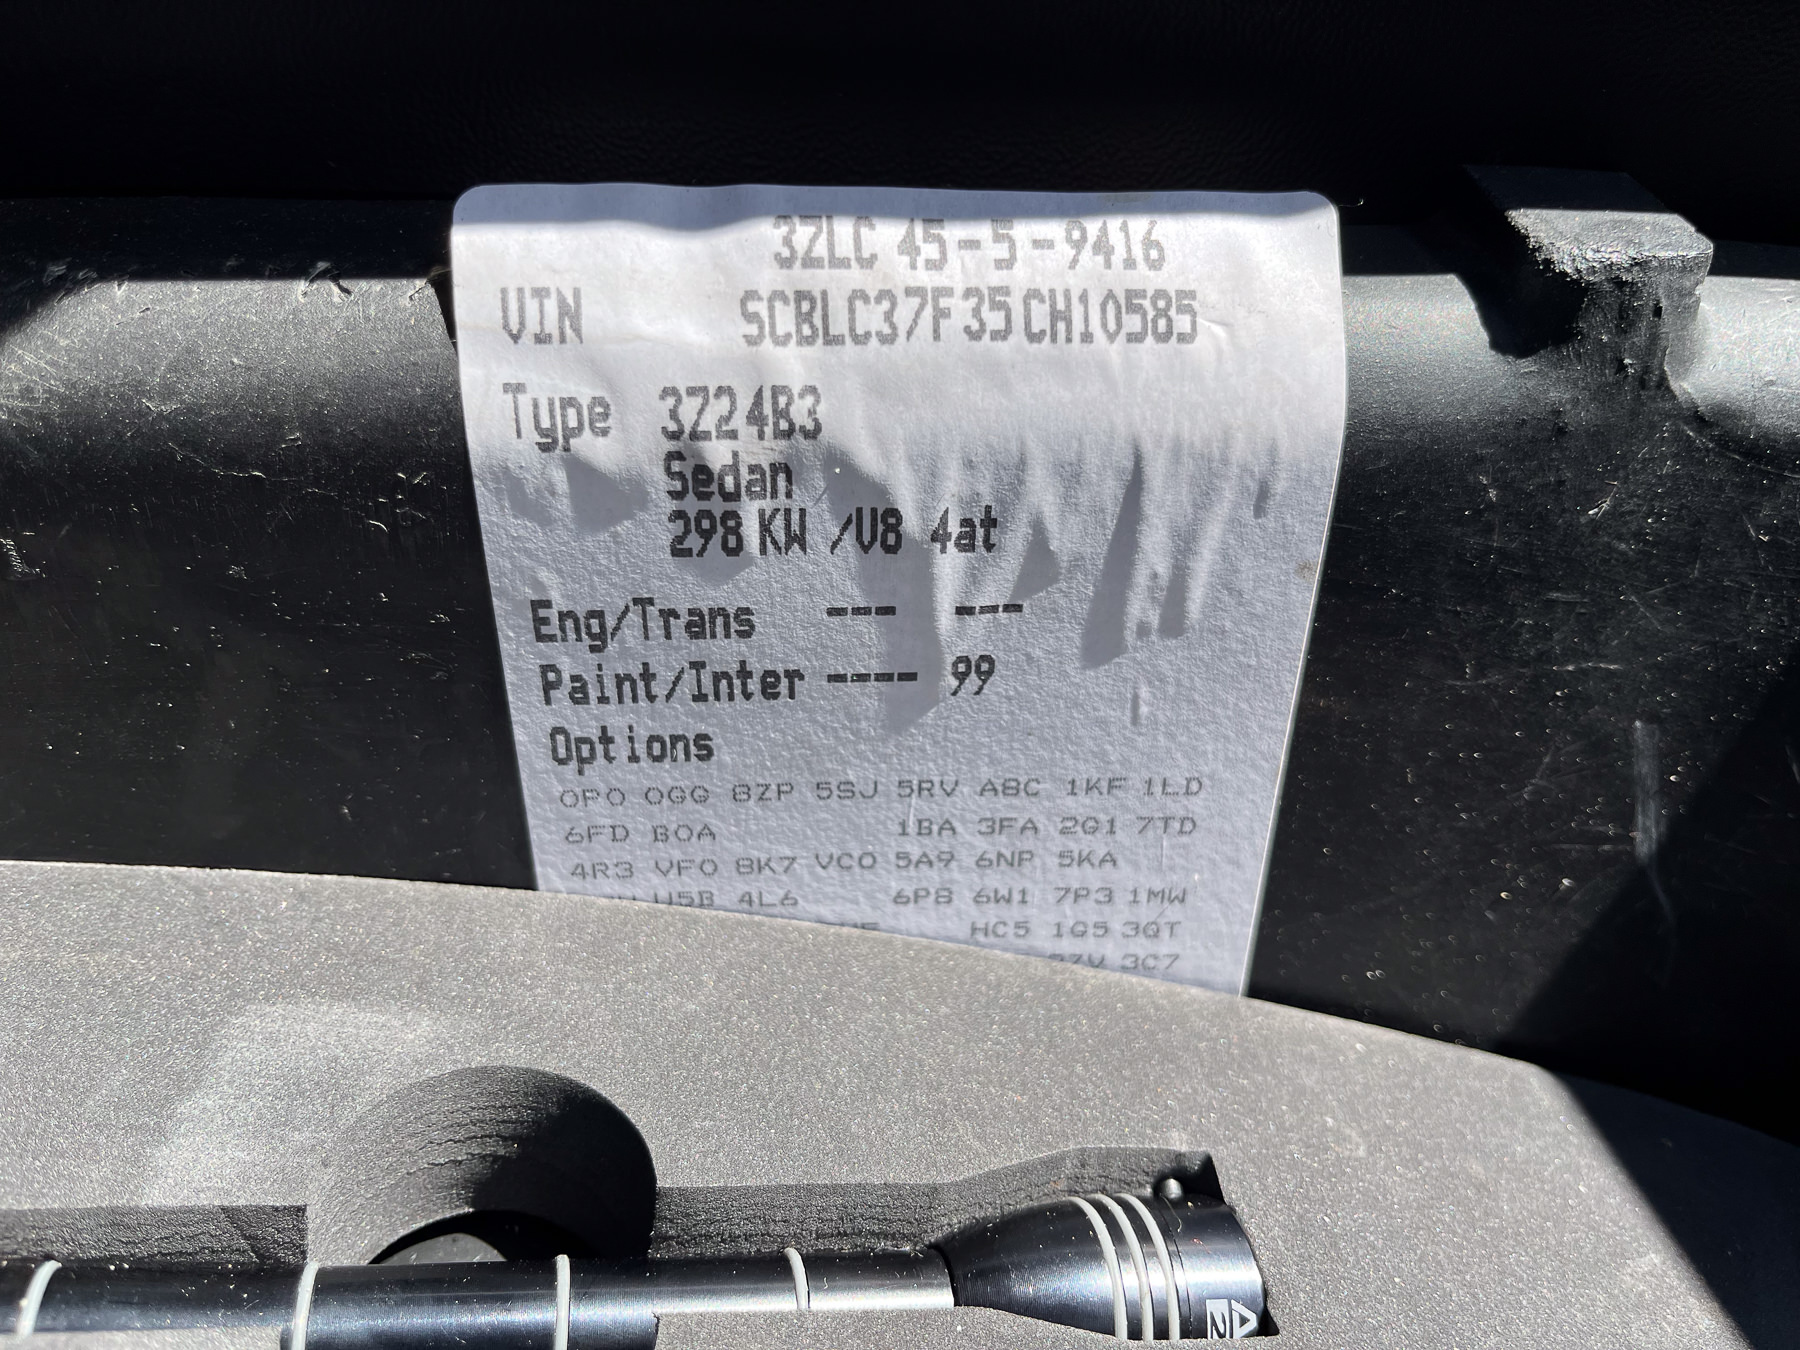 3ZLC 45-5-9416
VIN SCBLC37F35CH10585
Type 3Z24B3
Sedan
298 KW /V8 4at
Eng/Trans --- ---
Paint/Inter ---- 99
Options
0P0 0GG 8ZP 5SJ 5RV A8C 1KF 1LD
6FD B0A 1BA 3FA 2G1 7TD
4R3 VF0 8K7 VC0 5A9 6NP 5KA
U5B 4L6 6P8 6W1 7P3 1MW
HC5 1G5 3QT
3C7